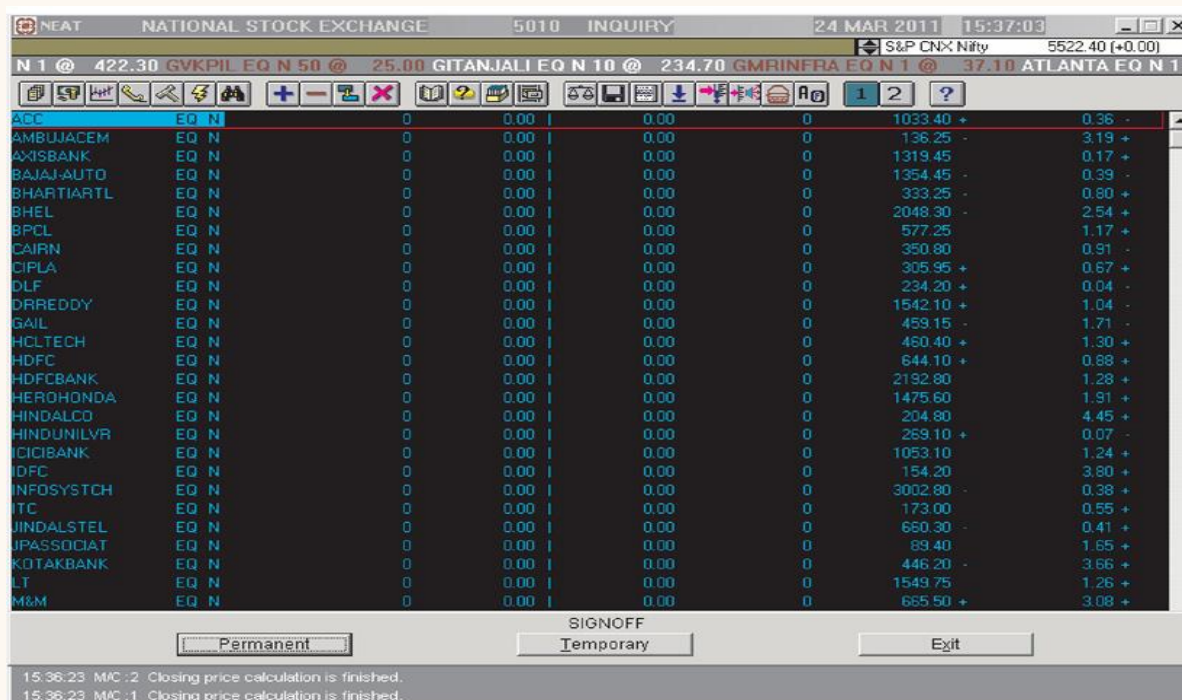 NEAT NATIONAL STOCK EXCHANGE 5010 INQUIRY 24 MAR 2011 15:37:03
S&P CNX Nifty 5522.40 (+0.00)
N 1 @ 422.30 GVKPIL EQ N 50 @ 25.00 GITANJALI EQ N 10 @ 234.70 GMRINFRA EQ N 1 @ 37.10 ATLANTA EQ N 1
1 2 ?
ACC EQ N 0 0.00 | 0.00 0 1033.40 + 0.36 -
AMBUJACEM EQ N 0 0.00 | 0.00 0 136.25 - 3.19 +
AXISBANK EQ N 0 0.00 | 0.00 0 1319.45 0.17 +
BAJAJ-AUTO EQ N 0 0.00 | 0.00 0 1354.45 - 0.39 -
BHARTIARTL EQ N 0 0.00 | 0.00 0 333.25 - 0.80 +
BHEL EQ N 0 0.00 | 0.00 0 2048.30 - 2.54 +
BPCL EQ N 0 0.00 | 0.00 0 577.25 1.17 +
CAIRN EQ N 0 0.00 | 0.00 0 350.80 0.91 -
CIPLA EQ N 0 0.00 | 0.00 0 305.95 + 0.67 +
DLF EQ N 0 0.00 | 0.00 0 234.20 + 0.04 -
DRREDDY EQ N 0 0.00 | 0.00 0 1542.10 + 1.04 -
GAIL EQ N 0 0.00 | 0.00 0 459.15 - 1.71 -
HCLTECH EQ N 0 0.00 | 0.00 0 460.40 + 1.30 +
HDFC EQ N 0 0.00 | 0.00 0 644.10 + 0.88 +
HDFCBANK EQ N 0 0.00 | 0.00 0 2192.80 1.28 +
HEROHONDA EQ N 0 0.00 | 0.00 0 1475.60 1.91 +
HINDALCO EQ N 0 0.00 | 0.00 0 204.80 4.45 +
HINDUNILVR EQ N 0 0.00 | 0.00 0 269.10 + 0.07 -
ICICIBANK EQ N 0 0.00 | 0.00 0 1053.10 1.24 +
IDFC EQ N 0 0.00 | 0.00 0 154.20 3.80 +
INFOSYSTCH EQ N 0 0.00 | 0.00 0 3002.80 - 0.38 +
ITC EQ N 0 0.00 | 0.00 0 173.00 0.55 +
JINDALSTEL EQ N 0 0.00 | 0.00 0 660.30 - 0.41 +
JPASSOCIAT EQ N 0 0.00 | 0.00 0 89.40 1.65 +
KOTAKBANK EQ N 0 0.00 | 0.00 0 446.20 - 3.66 +
LT EQ N 0 0.00 | 0.00 0 1549.75 1.26 +
M&M EQ N 0 0.00 | 0.00 0 665.50 + 3.08 +
SIGNOFF
Permanent Temporary Exit
15:36:23 M/C :2 Closing price calculation is finished.
15:36:23 M/C :1 Closing price calculation is finished.